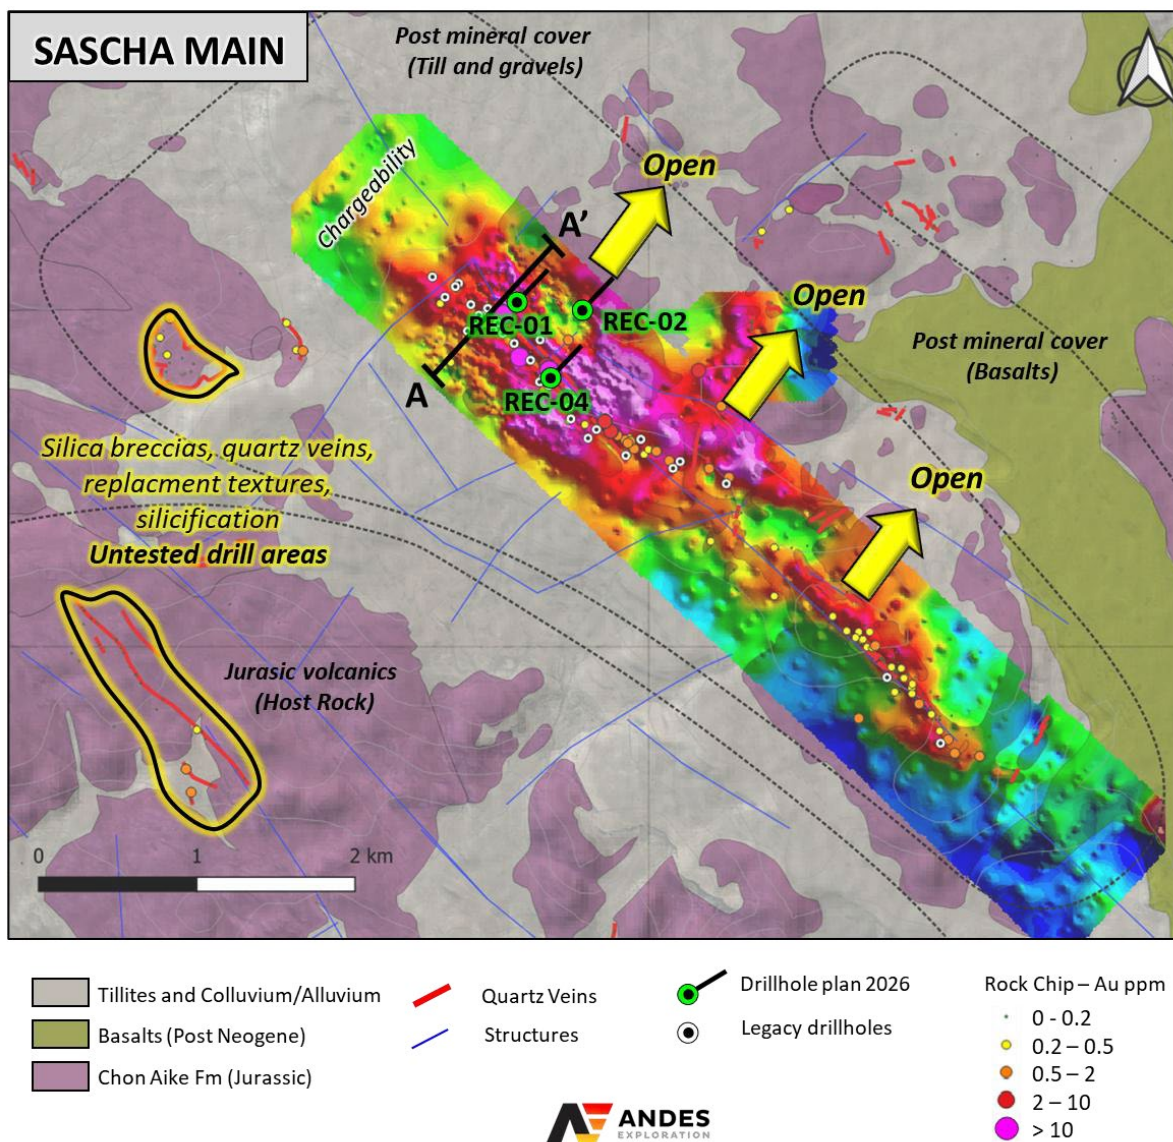 SASCHA MAIN
Post mineral cover
(Till and gravels)
Chargeability
Open
A'
REC-01
REC-02
Open
Post mineral cover
(Basalts)
A
REC-04
Silica breccias, quartz veins,
replacment textures,
silicification
Untested drill areas
Open
Jurasic volcanics
(Host Rock)
0 1 2 km
Tillites and Colluvium/Alluvium
Basalts (Post Neogene)
Chon Aike Fm (Jurassic)
Quartz Veins
Structures
Drillhole plan 2026
Legacy drillholes
Rock Chip – Au ppm
0 - 0.2
0.2 – 0.5
0.5 – 2
2 – 10
> 10
ANDES
EXPLORATION